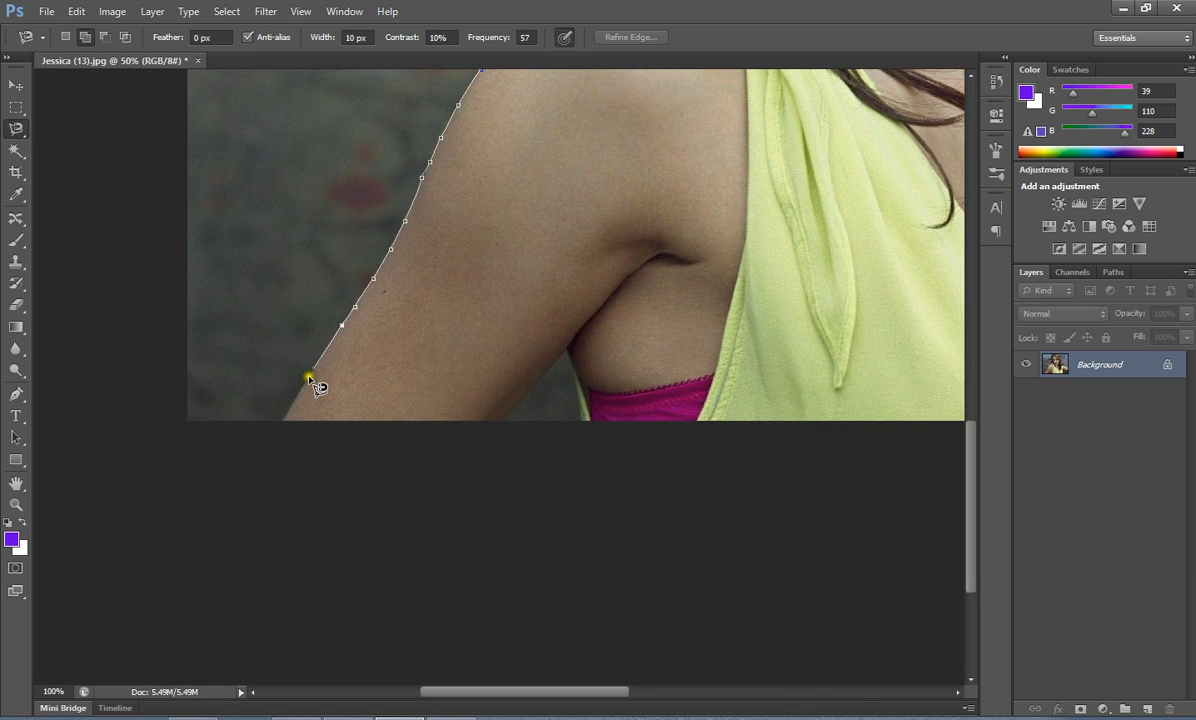 Ps File Edit Image Layer Type Select Filter View Window Help
Feather: 0 px Anti-alias Width: 10 px Contrast: 10% Frequency: 57 Refine Edge... Essentials
Jessica (13).jpg @ 50% (RGB/8#) * ×
Color Swatches
R 39
G 110
B 228
Adjustments Styles
Add an adjustment
Layers Channels Paths
Kind
Normal Opacity: 100%
Lock: Fill: 100%
Background
100% Doc: 5.49M/5.49M
Mini Bridge Timeline